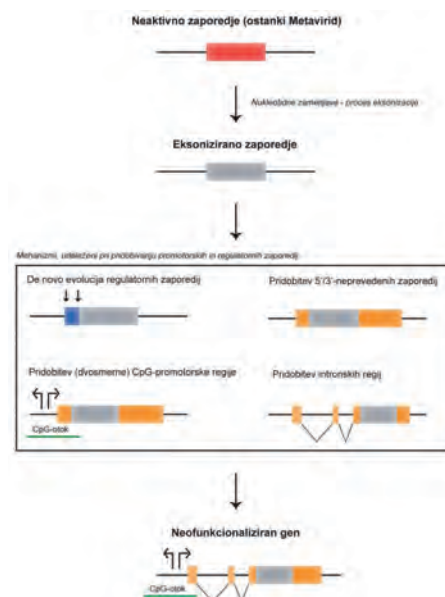 Neaktivno zaporedje (ostanki Metavirid)
Nukleotidne zamenjave - proces eksonizacije
Eksonizirano zaporedje
Mehanizmi, udeleženi pri pridobivanju promotorskih in regulatornih zaporedij
De novo evolucija regulatornih zaporedij
Pridobitev 5'/3'-neprevedenih zaporedij
Pridobitev (dvosmerne) CpG-promotorske regije
Pridobitev intronskih regij
CpG-otok
Neofunkcionaliziran gen
CpG-otok